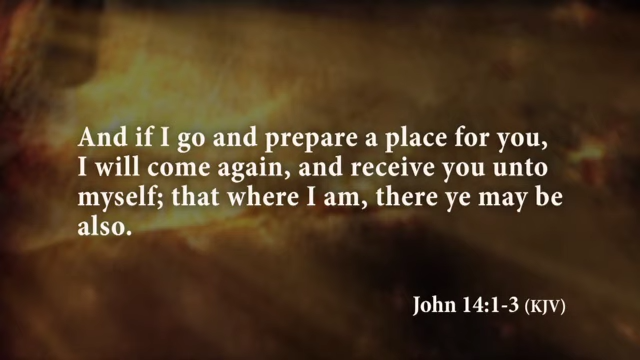 And if I go and prepare a place for you,
I will come again, and receive you unto
myself; that where I am, there ye may be
also.
John 14:1-3 (KJV)